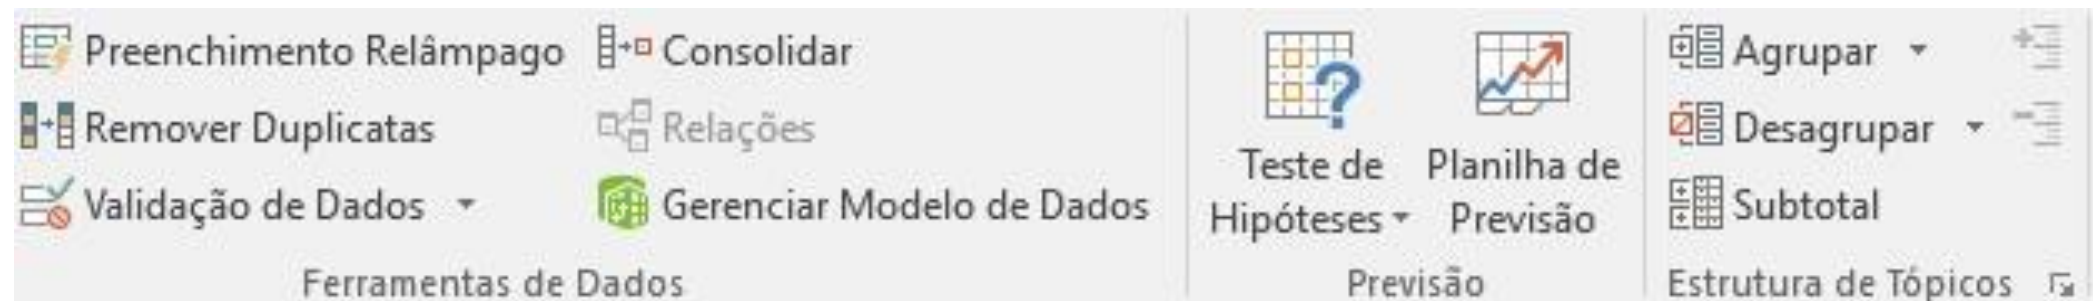 Preenchimento Relâmpago
Remover Duplicatas
Validação de Dados
Consolidar
Relações
Gerenciar Modelo de Dados
Ferramentas de Dados
Teste de
Hipóteses
Planilha de
Previsão
Previsão
Agrupar
Desagrupar
Subtotal
Estrutura de Tópicos